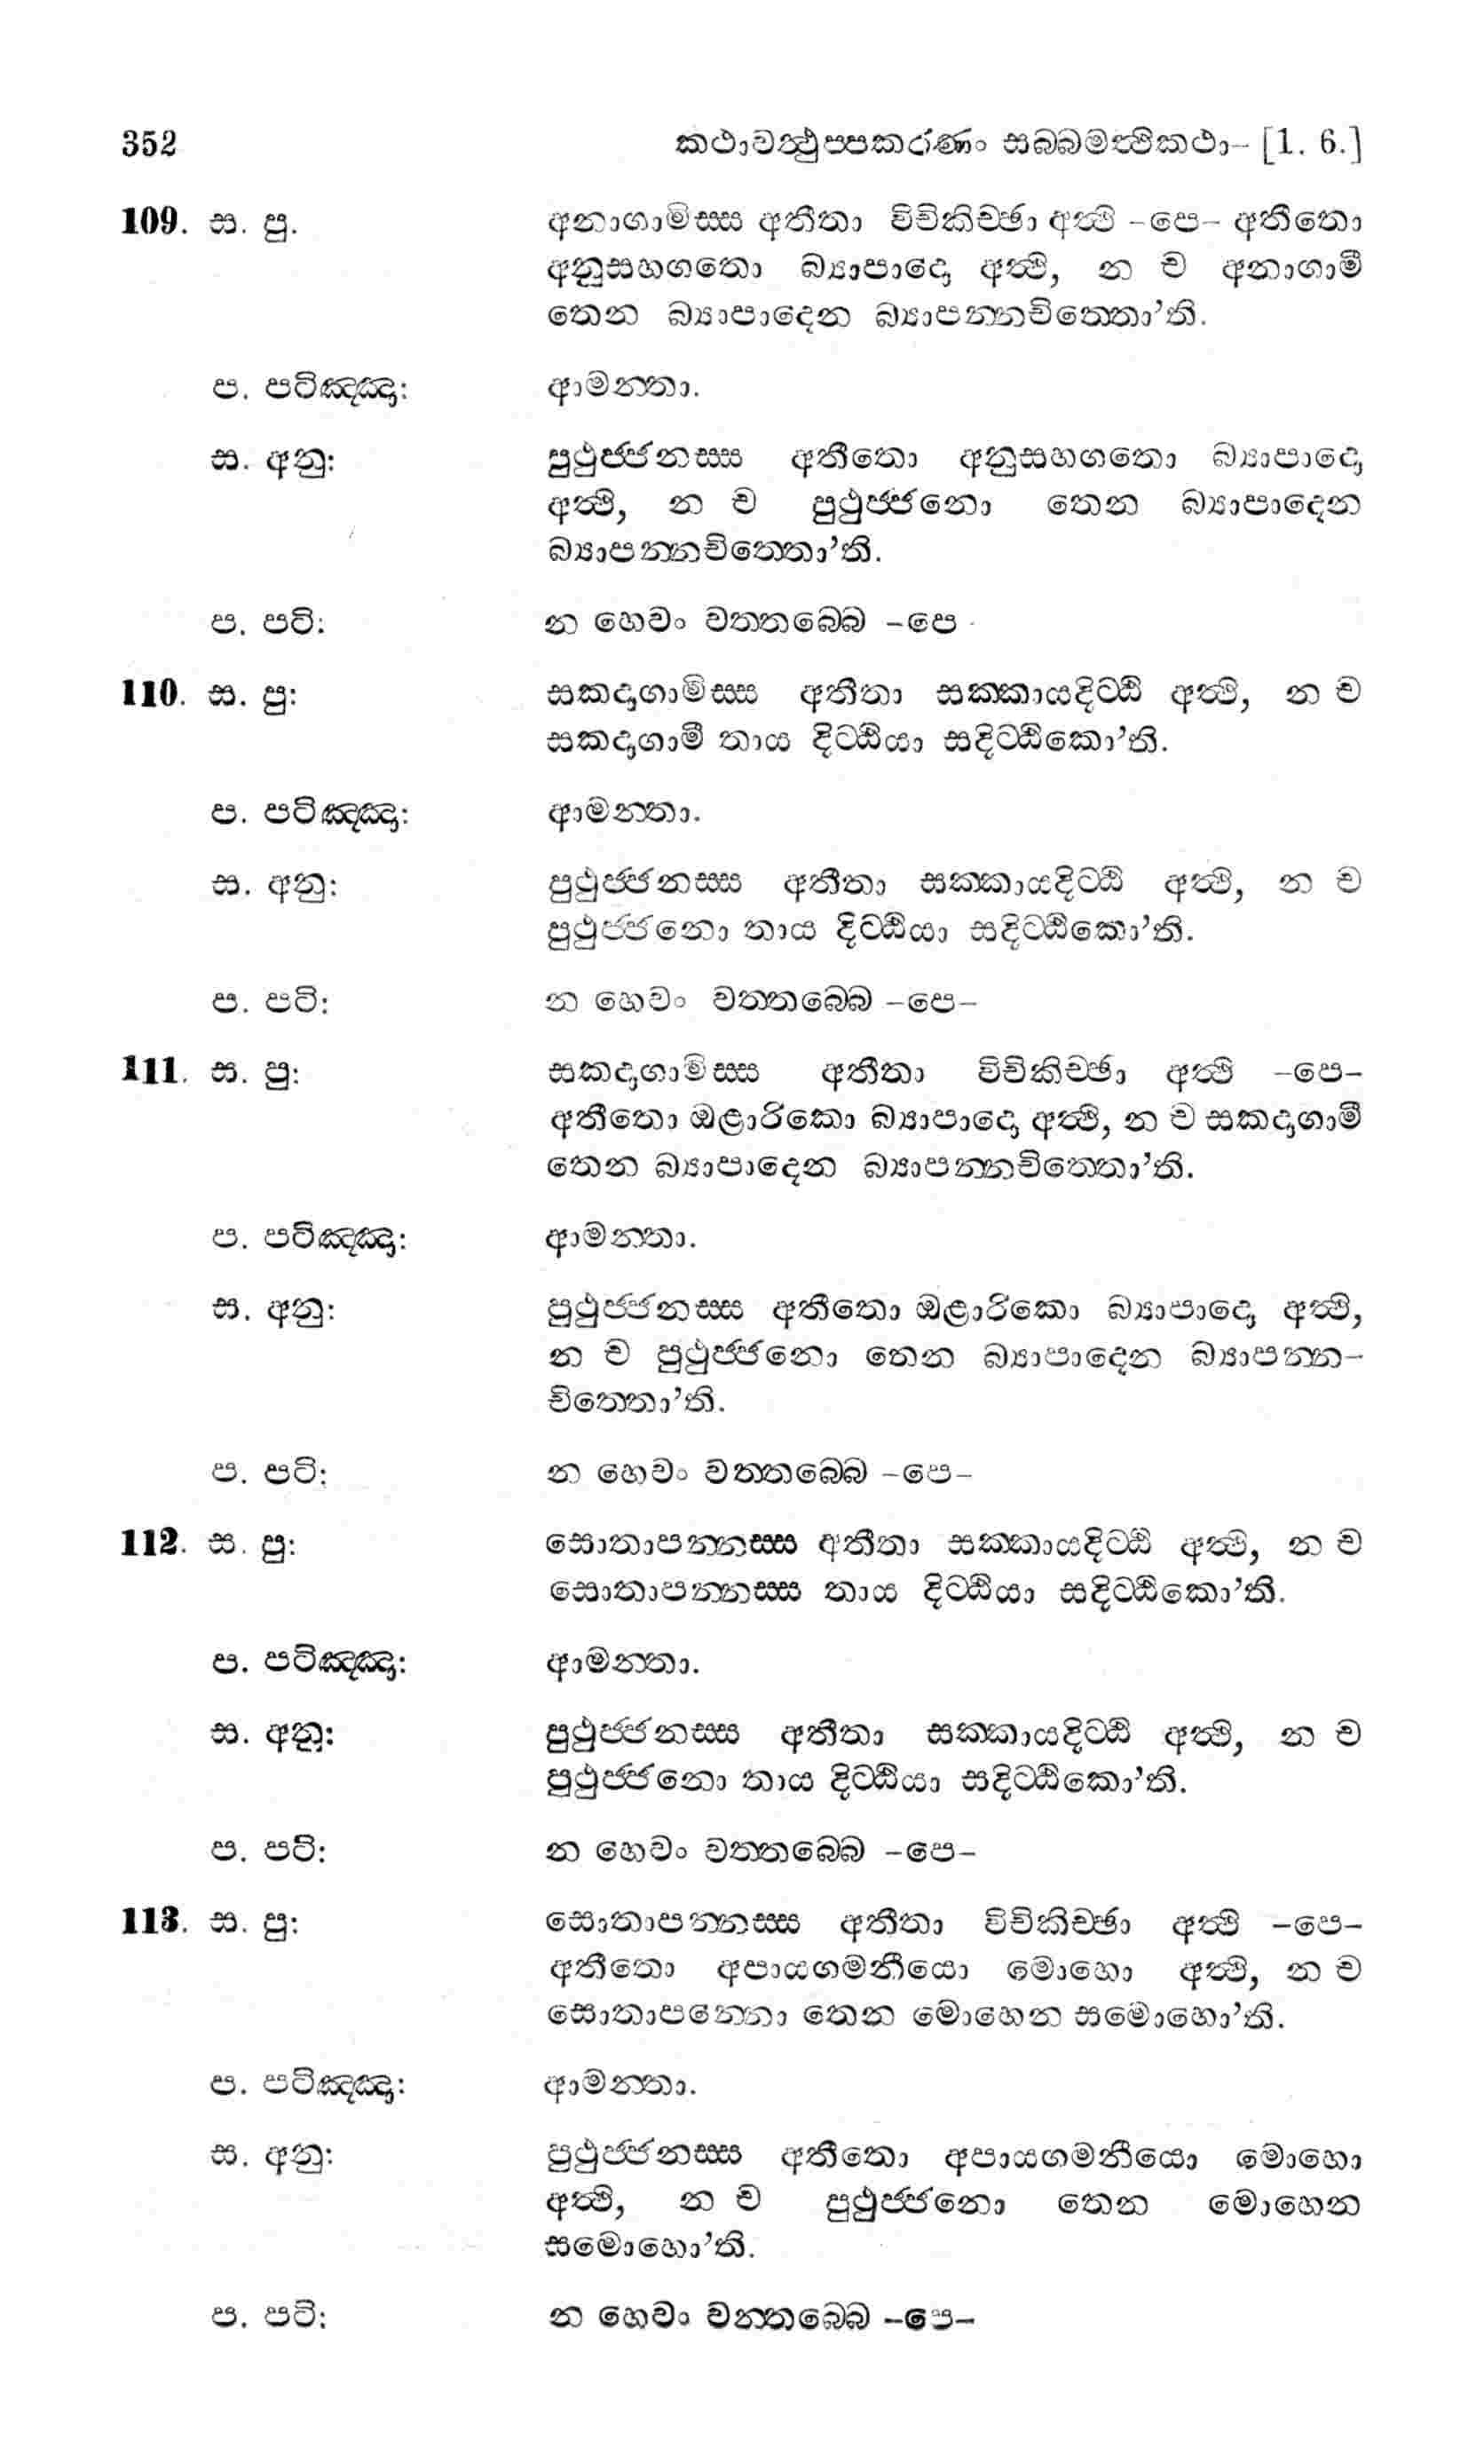 352 කථාවත්‍ථුප්පකරණං සබ්බමත්‍ථිකථා– [1. 6.]
109. ස. පු. අනාගාමිස්ස අතීතා විචිකිච්ඡා අත්‍ථි –පෙ– අතීතො
අනුසහගතො බ්‍යාපාදො අත්‍ථි, න ච අනාගාමී
තෙන බ්‍යාපාදෙන බ්‍යාපන්නචිත්තො’ති.
ප. පටිඤ්ඤා: ආමන්තා.
ස. අනු: පුථුජ්ජනස්ස අතීතො අනුසහගතො බ්‍යාපාදො
අත්‍ථි, න ච පුථුජ්ජනො තෙන බ්‍යාපාදෙන
බ්‍යාපන්නචිත්තො’ති.
ප. පටි: න හෙවං වත්තබ්බෙ –පෙ -
110. ස. පු: සකදාගාමිස්ස අතීතා සක්කායදිට්ඨි අත්‍ථි, න ච
සකදාගාමී තාය දිට්ඨියා සදිට්ඨිකො’ති.
ප. පටිඤ්ඤා: ආමන්තා.
ස. අනු: පුථුජ්ජනස්ස අතීතා සක්කායදිට්ඨි අත්‍ථි, න ච
පුථුජ්ජනො තාය දිට්ඨියා සදිට්ඨිකො’ති.
ප. පටි: න හෙවං වත්තබ්බෙ –පෙ–
111. ස. පු: සකදාගාමිස්ස අතීතා විචිකිච්ඡා අත්‍ථි –පෙ–
අතීතො ඔළාරිකො බ්‍යාපාදො අත්‍ථි, න ච සකදාගාමී
තෙන බ්‍යාපාදෙන බ්‍යාපන්නචිත්තො’ති.
ප. පටිඤ්ඤා: ආමන්තා.
ස. අනු: පුථුජ්ජනස්ස අතීතො ඔළාරිකො බ්‍යාපාදො අත්‍ථි,
න ච පුථුජ්ජනො තෙන බ්‍යාපාදෙන බ්‍යාපන්න–
චිත්තො’ති.
ප. පටි: න හෙවං වත්තබ්බෙ –පෙ–
112. ස. පු: සොතාපන්නස්ස අතීතා සක්කායදිට්ඨි අත්‍ථි, න ච
සොතාපන්නස්ස තාය දිට්ඨියා සදිට්ඨිකො’ති.
ප. පටිඤ්ඤා: ආමන්තා.
ස. අනු: පුථුජ්ජනස්ස අතීතා සක්කායදිට්ඨි අත්‍ථි, න ච
පුථුජ්ජනො තාය දිට්ඨියා සදිට්ඨිකො’ති.
ප. පටි: න හෙවං වත්තබ්බෙ –පෙ–
113. ස. පු: සොතාපන්නස්ස අතීතා විචිකිච්ඡා අත්‍ථි –පෙ–
අතීතො අපායගමනීයො මොහො අත්‍ථි, න ච
සොතාපන්නො තෙන මොහෙන සමොහො’ති.
ප. පටිඤ්ඤා: ආමන්තා.
ස. අනු: පුථුජ්ජනස්ස අතීතො අපායගමනීයො මොහො
අත්‍ථි, න ච පුථුජ්ජනො තෙන මොහෙන
සමොහො’ති.
ප. පටි: න හෙවං වත්තබ්බෙ –පෙ–